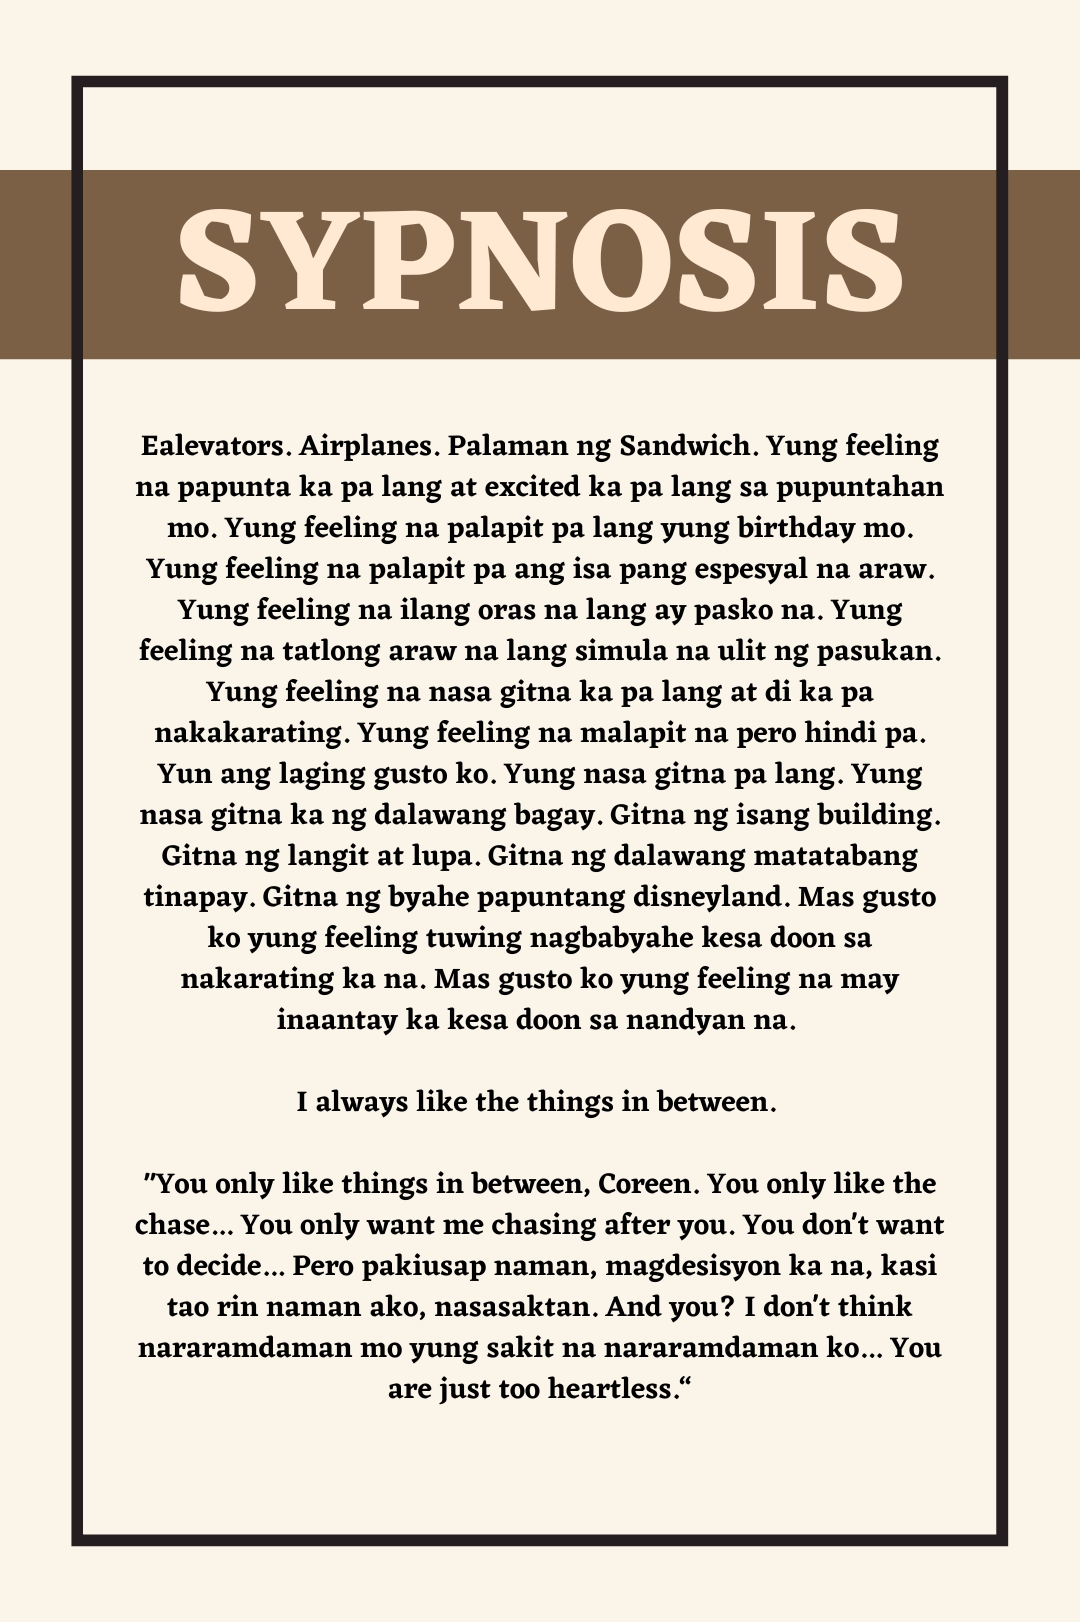 SYPNOSIS
Ealevators. Airplanes. Palaman ng Sandwich. Yung feeling
na papunta ka pa lang at excited ka pa lang sa pupuntahan
mo. Yung feeling na palapit pa lang yung birthday mo.
Yung feeling na palapit pa ang isa pang espesyal na araw.
Yung feeling na ilang oras na lang ay pasko na. Yung
feeling na tatlong araw na lang simula na ulit ng pasukan.
Yung feeling na nasa gitna ka pa lang at di ka pa
nakakarating. Yung feeling na malapit na pero hindi pa.
Yun ang laging gusto ko. Yung nasa gitna pa lang. Yung
nasa gitna ka ng dalawang bagay. Gitna ng isang building.
Gitna ng langit at lupa. Gitna ng dalawang matatabang
tinapay. Gitna ng byahe papuntang disneyland. Mas gusto
ko yung feeling tuwing nagbabyahe kesa doon sa
nakarating ka na. Mas gusto ko yung feeling na may
inaantay ka kesa doon sa nandyan na.
I always like the things in between.
"You only like things in between, Coreen. You only like the
chase... You only want me chasing after you. You don't want
to decide... Pero pakiusap naman, magdesisyon ka na, kasi
tao rin naman ako, nasasaktan. And you? I don't think
nararamdaman mo yung sakit na nararamdaman ko... You
are just too heartless.“